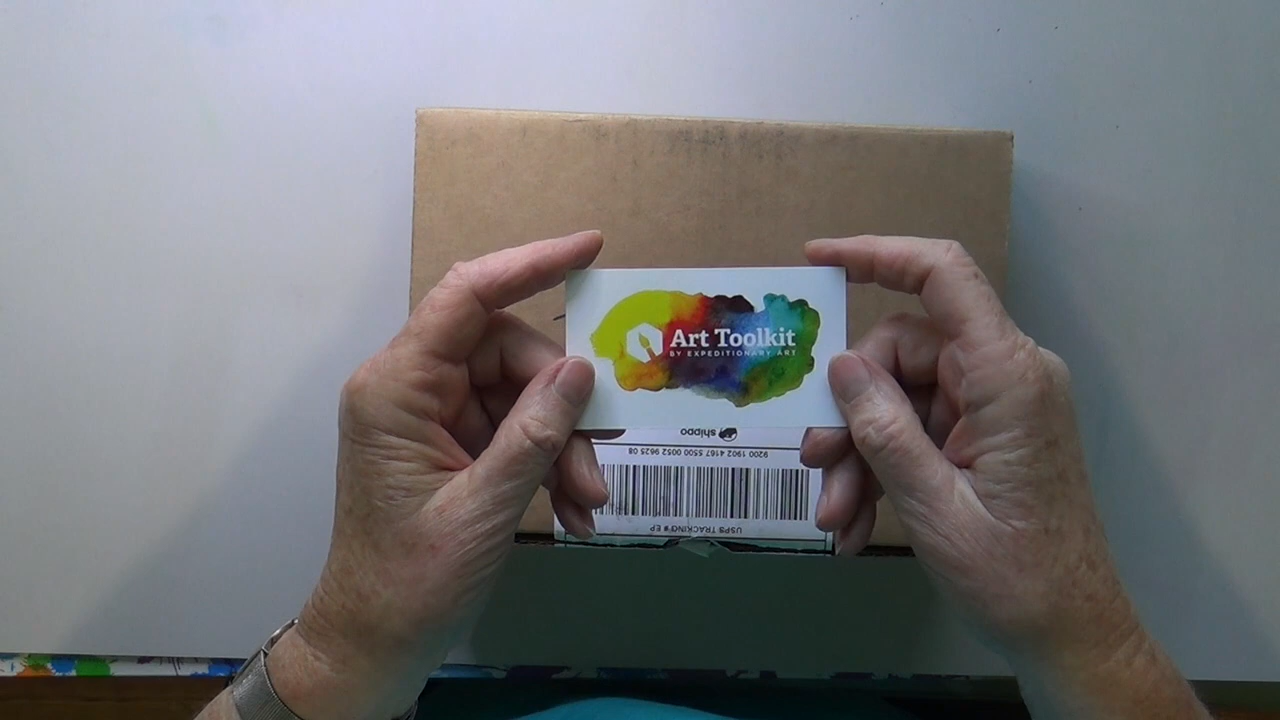 Art Toolkit
BY EXPEDITIONARY ART
shippo
9200 1902 4167 5500 0052 9625 08
USPS TRACKING # EP